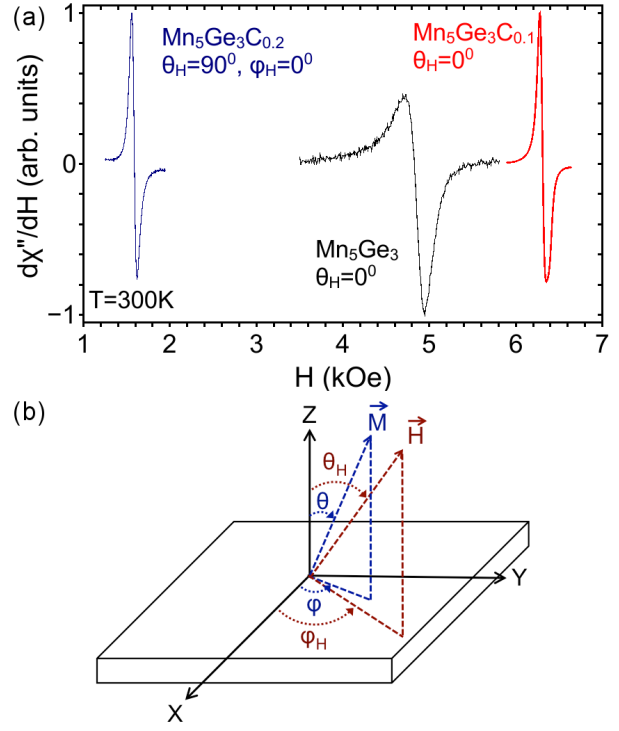 (a)
1
0
−1
dχ"/dH (arb. units)
Mn₅Ge₃C₀.₂
θH=90⁰, φH=0⁰
Mn₅Ge₃C₀.₁
θH=0⁰
Mn₅Ge₃
θH=0⁰
T=300K
1 2 3 4 5 6 7
H (kOe)
(b)
Z
M
H
θH
θ
Y
φ
φH
X